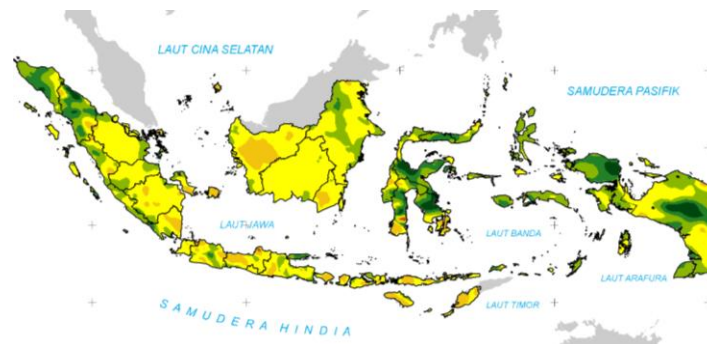 LAUT CINA SELATAN
SAMUDERA PASIFIK
LAUT JAWA
LAUT BANDA
LAUT ARAFURA
LAUT TIMOR
SAMUDERA HINDIA